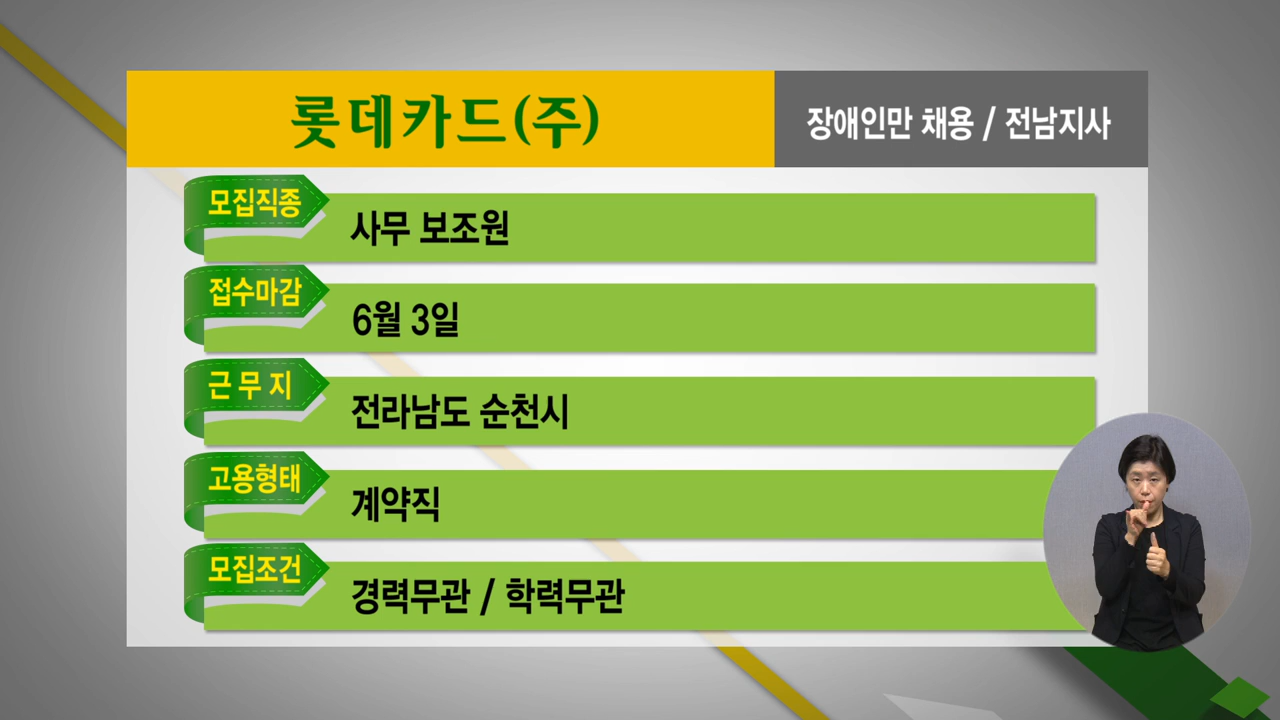 롯데카드(주)
장애인만 채용 / 전남지사
모집직종
사무 보조원
접수마감
6월 3일
근 무 지
전라남도 순천시
고용형태
계약직
모집조건
경력무관 / 학력무관